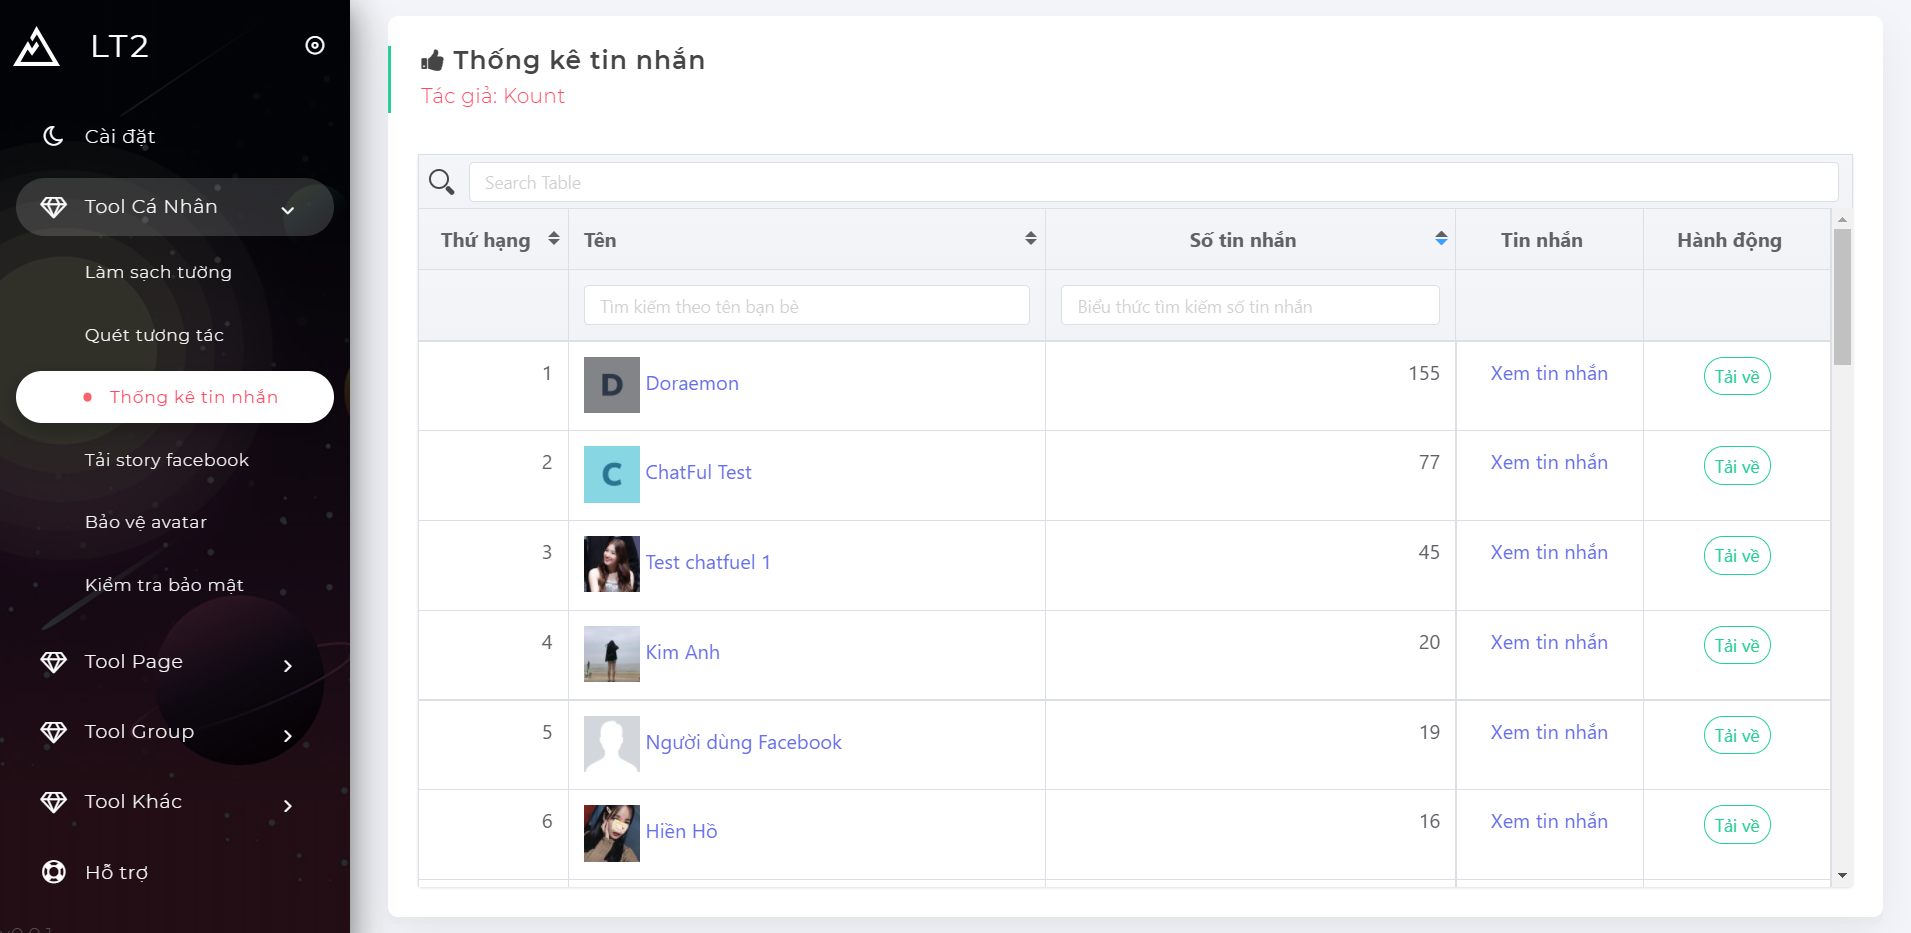 LT2
Cài đặt
Tool Cá Nhân
Làm sạch tường
Quét tương tác
Thống kê tin nhắn
Tải story facebook
Bảo vệ avatar
Kiểm tra bảo mật
Tool Page
Tool Group
Tool Khác
Hỗ trợ
Thống kê tin nhắn
Tác giả: Kount
Search Table
Thứ hạng Tên Số tin nhắn Tin nhắn Hành động
Tìm kiếm theo tên bạn bè Biểu thức tìm kiếm số tin nhắn
1 D Doraemon 155 Xem tin nhắn Tải về
2 C ChatFul Test 77 Xem tin nhắn Tải về
3 Test chatfuel 1 45 Xem tin nhắn Tải về
4 Kim Anh 20 Xem tin nhắn Tải về
5 Người dùng Facebook 19 Xem tin nhắn Tải về
6 Hiền Hồ 16 Xem tin nhắn Tải về